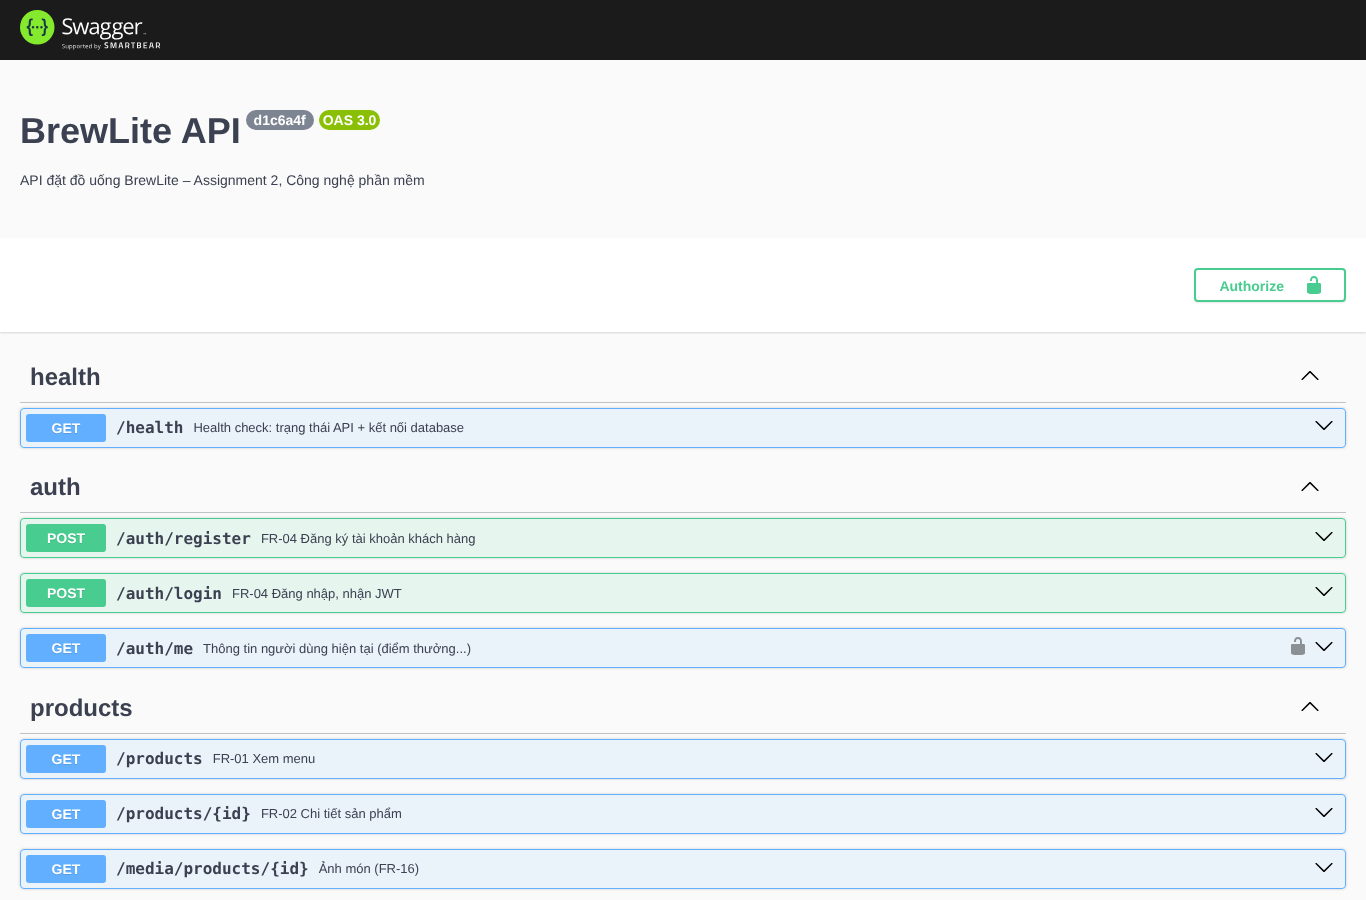 Swagger
Supported by SMARTBEAR
BrewLite API d1c6a4f OAS 3.0
API đặt đồ uống BrewLite – Assignment 2, Công nghệ phần mềm
Authorize
health
GET /health Health check: trạng thái API + kết nối database
auth
POST /auth/register FR-04 Đăng ký tài khoản khách hàng
POST /auth/login FR-04 Đăng nhập, nhận JWT
GET /auth/me Thông tin người dùng hiện tại (điểm thưởng...)
products
GET /products FR-01 Xem menu
GET /products/{id} FR-02 Chi tiết sản phẩm
GET /media/products/{id} Ảnh món (FR-16)